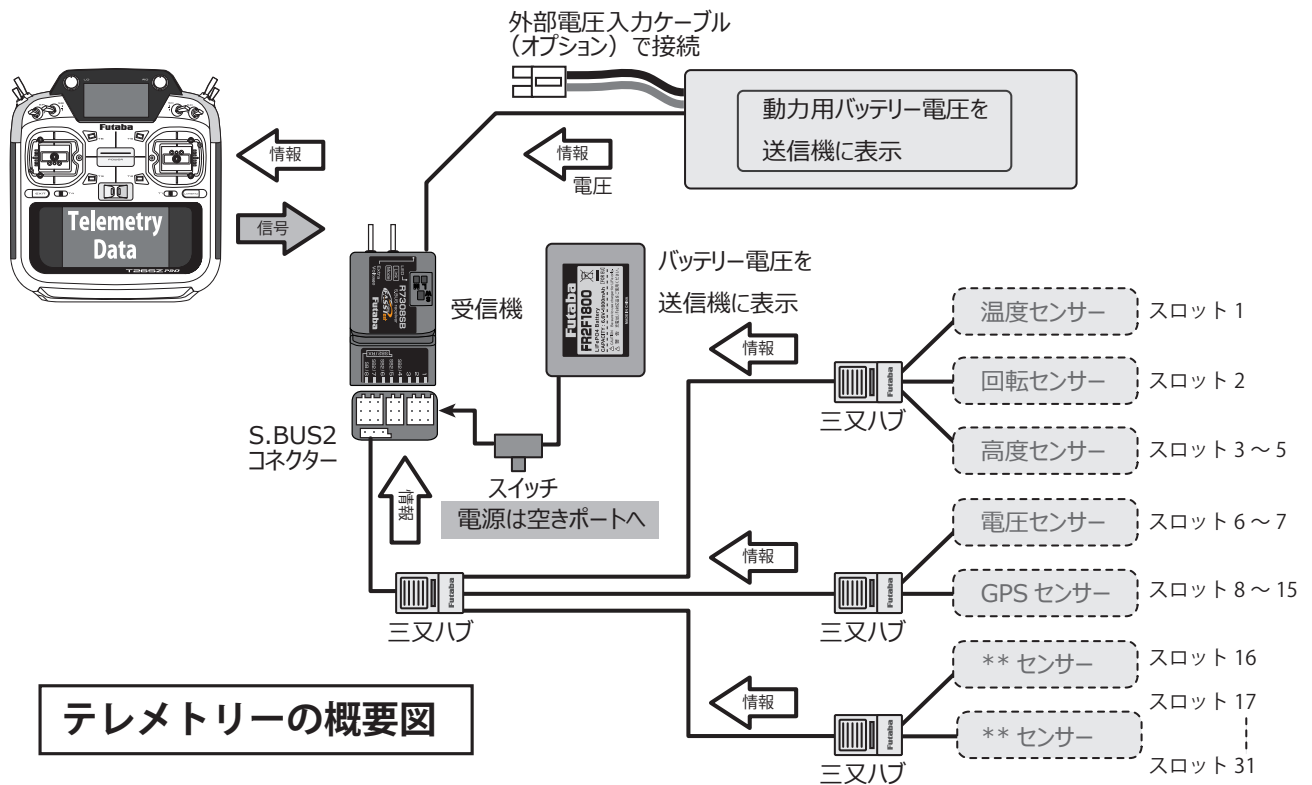 外部電圧入力ケーブル
（オプション）で接続
動力用バッテリー電圧を
送信機に表示
Futaba
情報
情報
電圧
信号
Telemetry
Data
T26SZ PRO
バッテリー電圧を
送信機に表示
受信機
R7308SB
Futaba
Futaba
FR2F1800
情報
温度センサー
スロット 1
回転センサー
スロット 2
高度センサー
スロット 3 ～ 5
Futaba
三又ハブ
S.BUS2
コネクター
スイッチ
電源は空きポートへ
情報
電圧センサー
スロット 6 ～ 7
情報
GPS センサー
スロット 8 ～ 15
Futaba
三又ハブ
Futaba
三又ハブ
** センサー
スロット 16
情報
** センサー
スロット 17
スロット 31
Futaba
三又ハブ
テレメトリーの概要図